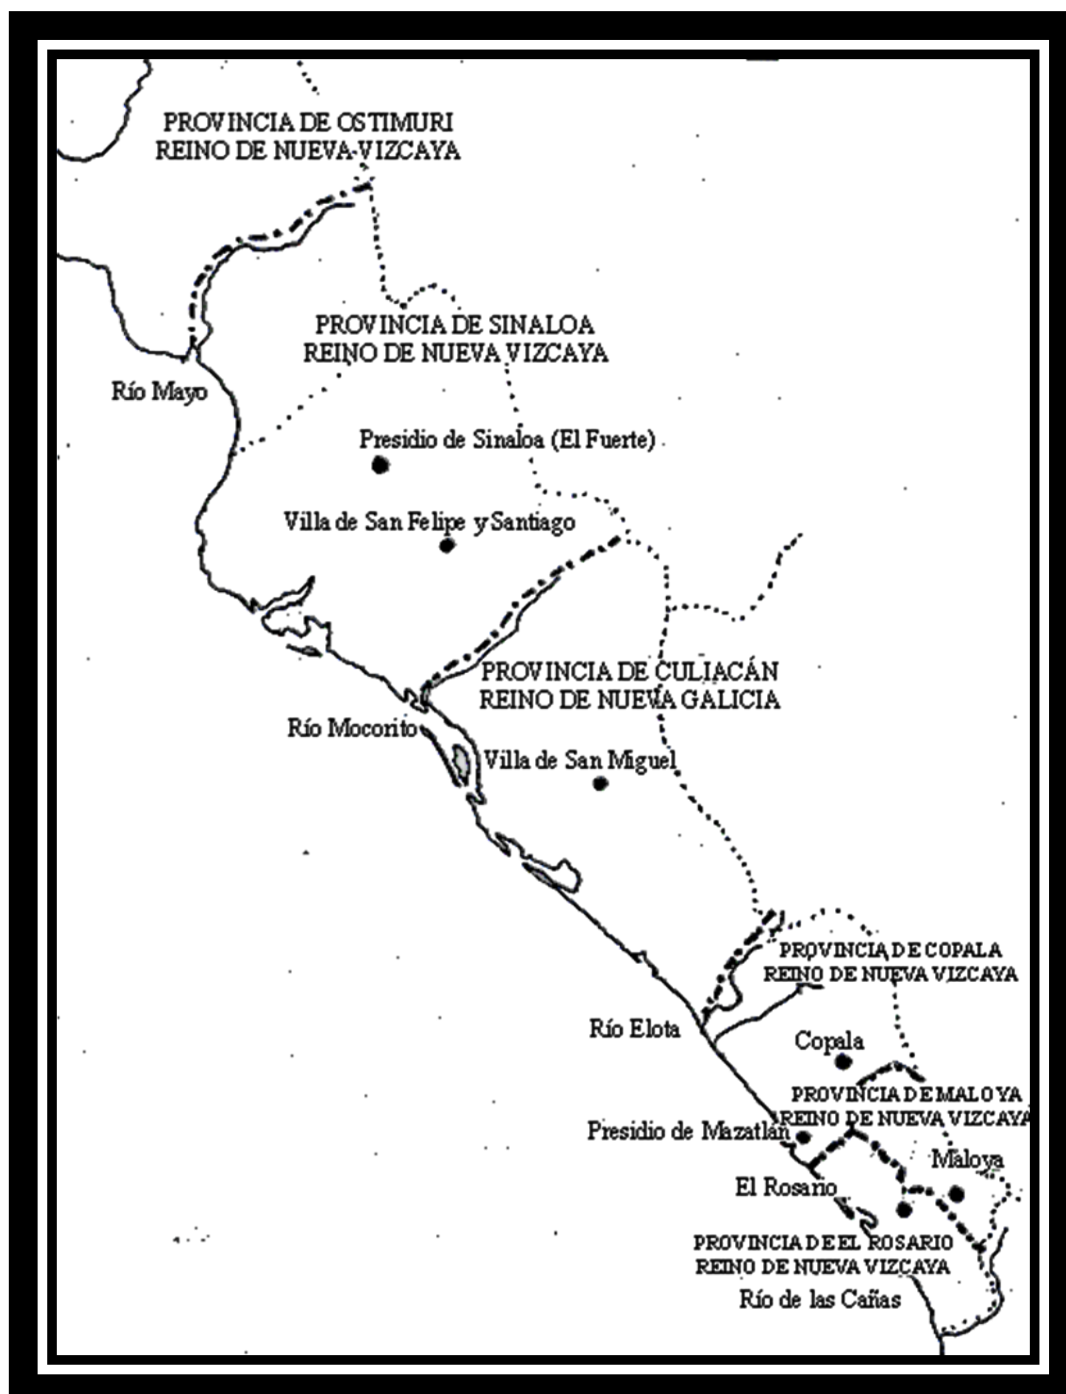 PROVINCIA DE OSTIMURI
REINO DE NUEVA VIZCAYA
PROVINCIA DE SINALOA
REINO DE NUEVA VIZCAYA
Río Mayo
Presidio de Sinaloa (El Fuerte)
Villa de San Felipe y Santiago
PROVINCIA DE CULIACÁN
REINO DE NUEVA GALICIA
Río Mocorito
Villa de San Miguel
PROVINCIA DE COPALA
REINO DE NUEVA VIZCAYA
Río Elota
Copala
PROVINCIA DE MALOYA
REINO DE NUEVA VIZCAYA
Presidio de Mazatlán
Maloya
El Rosario
PROVINCIA DE EL ROSARIO
REINO DE NUEVA VIZCAYA
Río de las Cañas